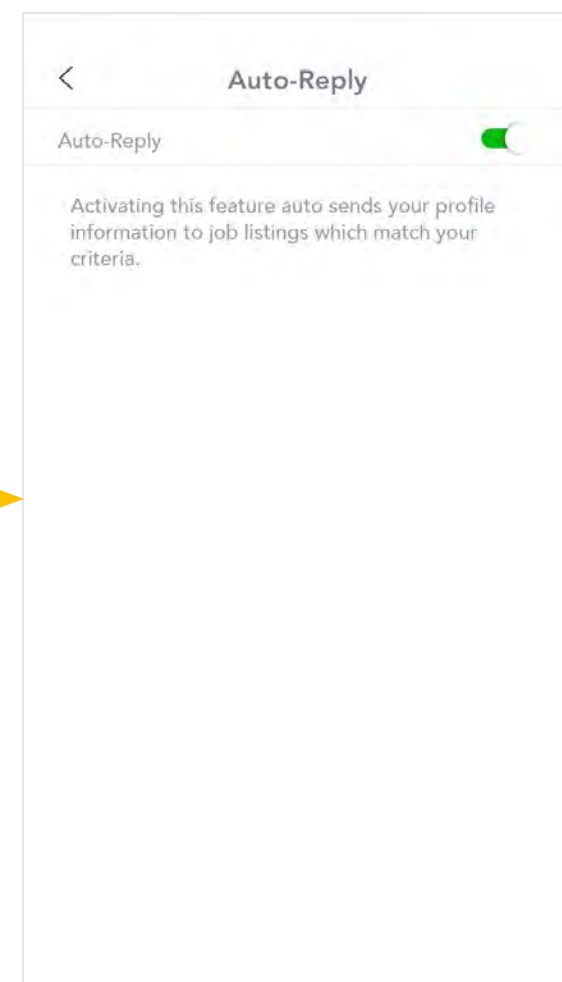 Auto-Reply
Auto-Reply
Activating this feature auto sends your profile
information to job listings which match your
criteria.